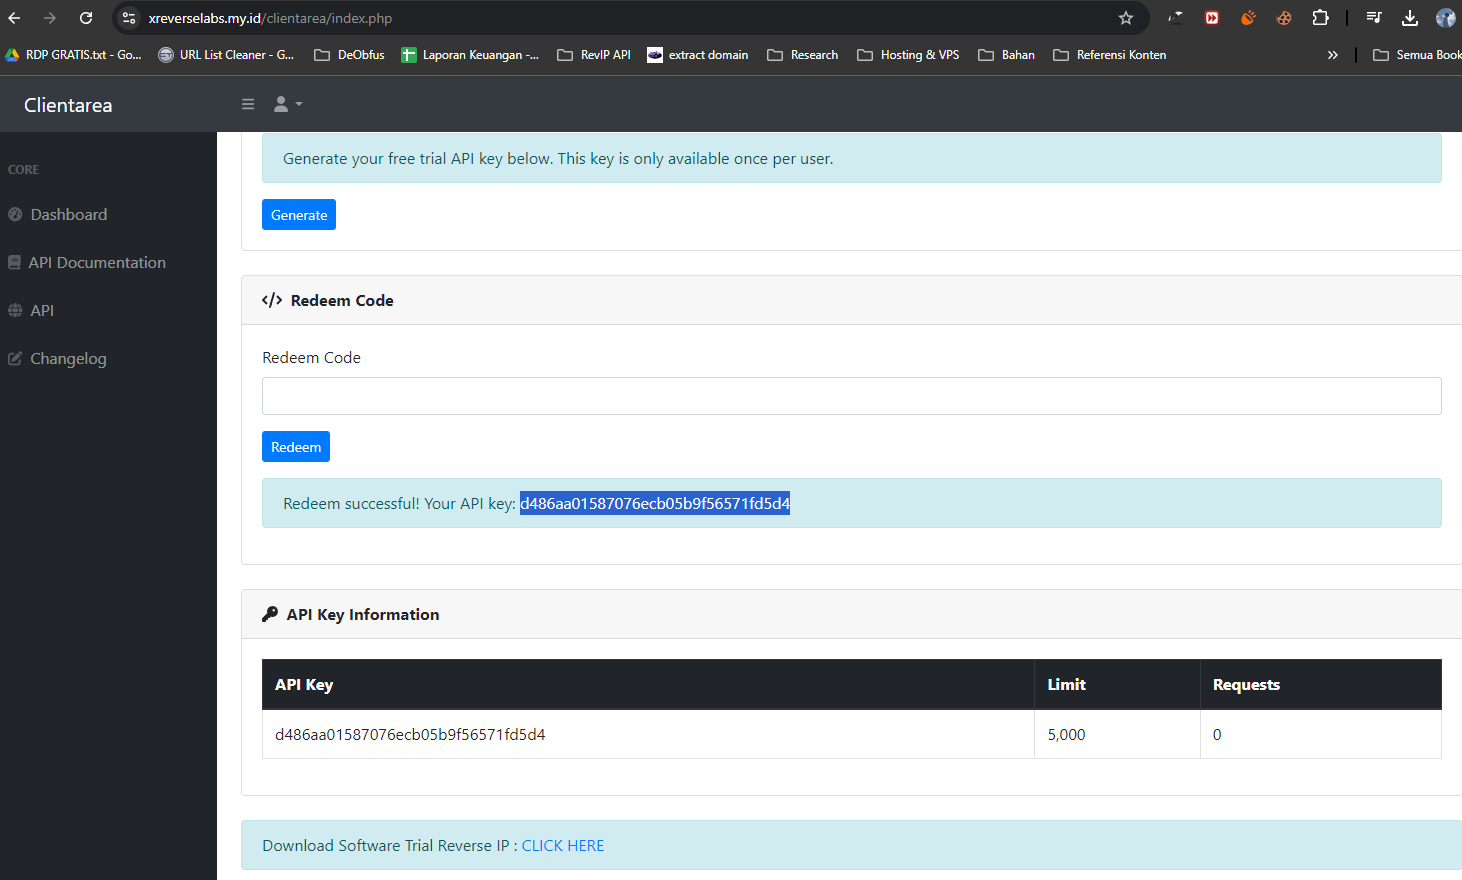 xreverselabs.my.id/clientarea/index.php
RDP GRATIS.txt - Go...
URL List Cleaner - G...
DeObfus
Laporan Keuangan -...
RevIP API
extract domain
Research
Hosting & VPS
Bahan
Referensi Konten
»
Semua Book
Clientarea
CORE
Dashboard
API Documentation
API
Changelog
Generate your free trial API key below. This key is only available once per user.
Generate
</> Redeem Code
Redeem Code
Redeem
Redeem successful! Your API key: d486aa01587076ecb05b9f56571fd5d4
API Key Information
API Key Limit Requests
d486aa01587076ecb05b9f56571fd5d4 5,000 0
Download Software Trial Reverse IP : CLICK HERE